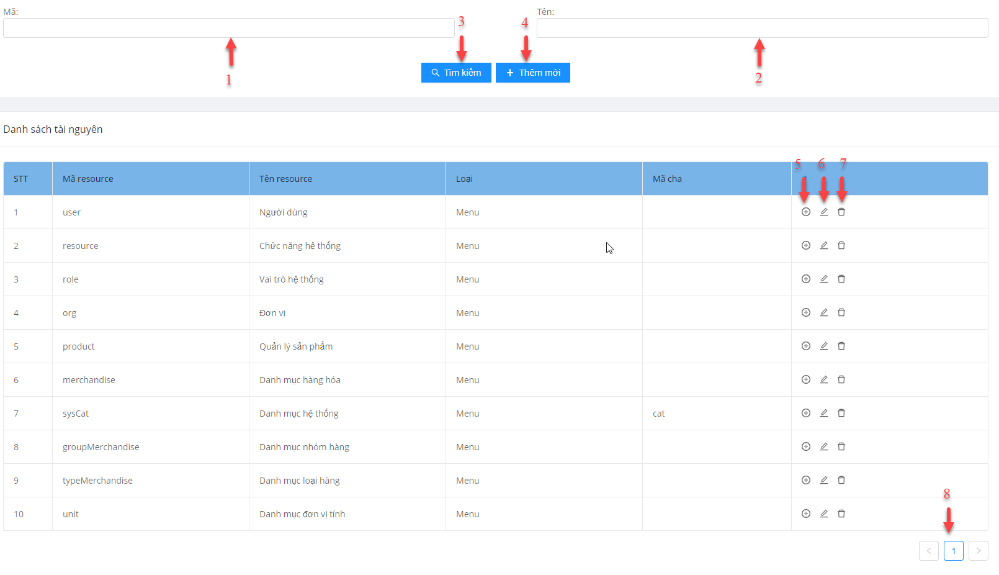 Mã:
Tên:
3
4
1
2
Tìm kiếm
Thêm mới
Danh sách tài nguyên
5 6 7
STT Mã resource Tên resource Loại Mã cha
1 user Người dùng Menu
2 resource Chức năng hệ thống Menu
3 role Vai trò hệ thống Menu
4 org Đơn vị Menu
5 product Quản lý sản phẩm Menu
6 merchandise Danh mục hàng hóa Menu
7 sysCat Danh mục hệ thống Menu cat
8 groupMerchandise Danh mục nhóm hàng Menu
9 typeMerchandise Danh mục loại hàng Menu
8
10 unit Danh mục đơn vị tính Menu
< 1 >